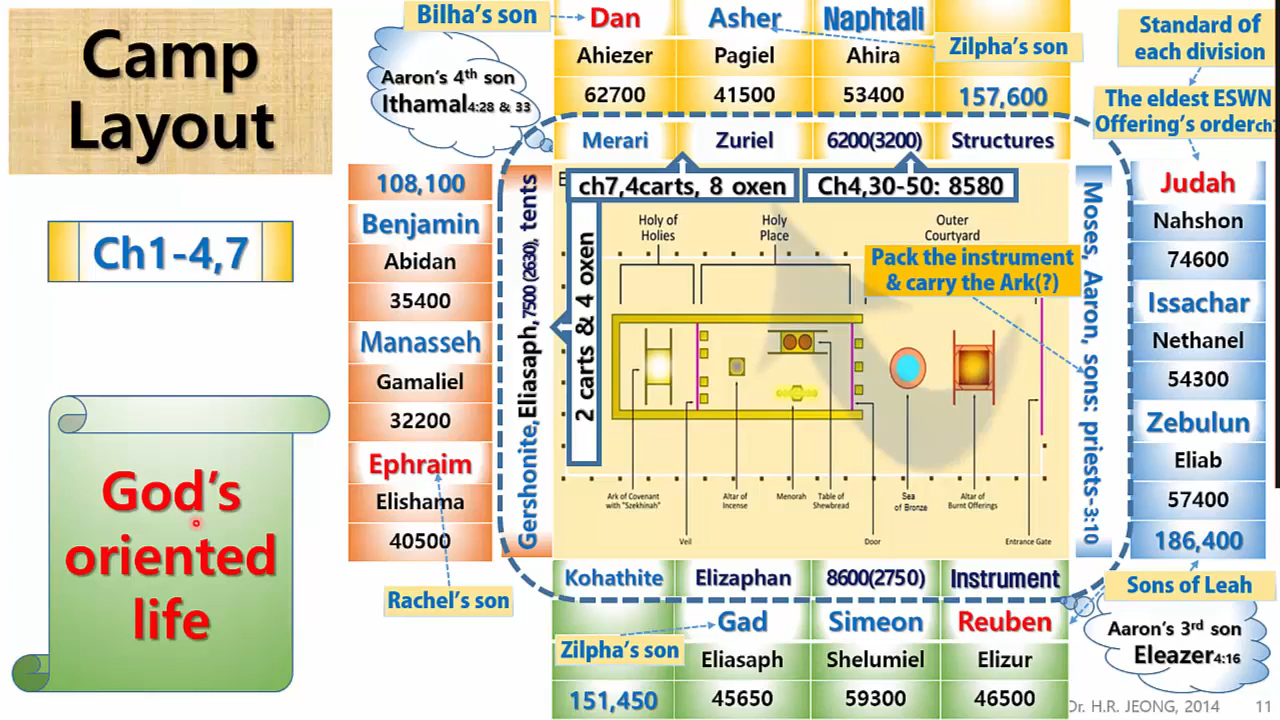 Camp
Layout
Ch1-4,7
God's
oriented
life
Bilha's son
Dan
Asher
Naphtali
Zilpha's son
Ahiezer
Pagiel
Ahira
62700
41500
53400
157,600
Aaron's 4th son
Ithamal4:28 & 33
Standard of
each division
The eldest ESWN
Offering's orderch
Merari
Zuriel
6200(3200)
Structures
ch7,4carts, 8 oxen
Ch4,30-50: 8580
108,100
Benjamin
Abidan
35400
Manasseh
Gamaliel
32200
Ephraim
Elishama
40500
Rachel's son
Gershonite, Eliasaph, 7500 (2630), tents
2 carts & 4 oxen
Holy of
Holies
Holy
Place
Outer
Courtyard
Pack the instrument
& carry the Ark(?)
Ark of Covenant
with "Szekhinah"
Veil
Altar of
Incense
Menorah
Table of
Shewbread
Door
Sea
of Bronze
Altar of
Burnt Offerings
Entrance Gate
Moses, Aaron, sons: priests-3:10
Judah
Nahshon
74600
Issachar
Nethanel
54300
Zebulun
Eliab
57400
186,400
Sons of Leah
Kohathite
Elizaphan
8600(2750)
Instrument
Gad
Simeon
Reuben
Zilpha's son
Eliasaph
Shelumiel
Elizur
151,450
45650
59300
46500
Aaron's 3rd son
Eleazer4:16
Dr. H.R. JEONG, 2014
11